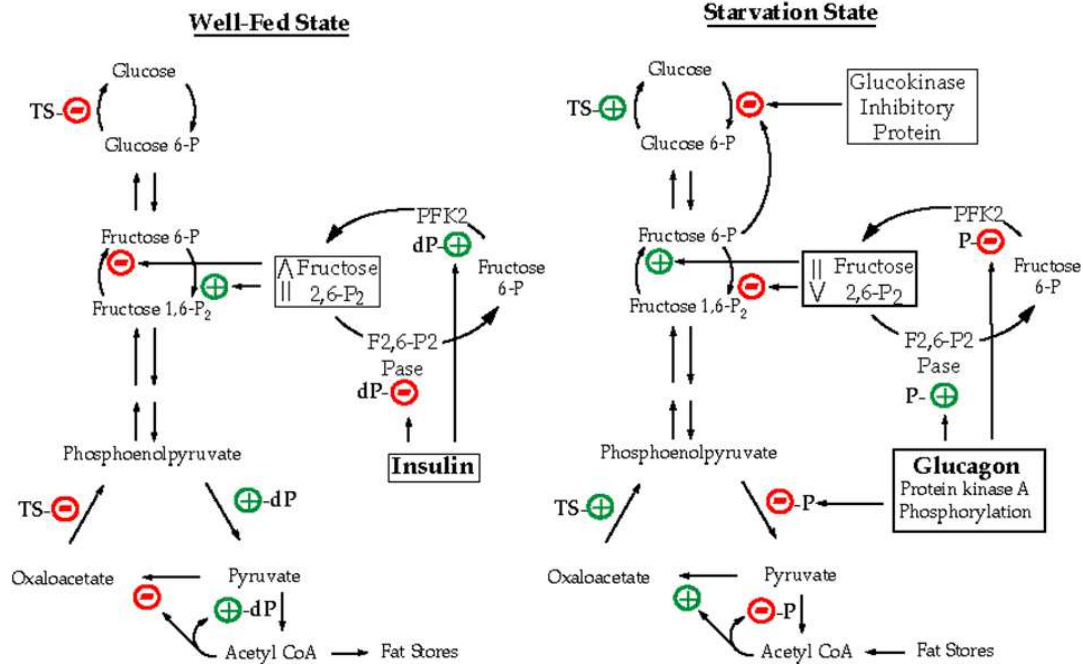 Well-Fed State
Glucose
TS-
Glucose 6-P
Fructose 6-P
Fructose 1,6-P2
PFK2
dP-
Fructose
2,6-P2
Fructose
6-P
F2,6-P2
Pase
dP-
Insulin
Phosphoenolpyruvate
TS-
-dP
Oxaloacetate
Pyruvate
-dP
Acetyl CoA
Fat Stores
Starvation State
Glucose
TS-
Glucokinase
Inhibitory
Protein
Glucose 6-P
Fructose 6-P
Fructose 1,6-P2
PFK2
P-
Fructose
2,6-P2
Fructose
6-P
F2,6-P2
Pase
P-
Glucagon
Protein kinase A
Phosphorylation
Phosphoenolpyruvate
TS-
-P
Oxaloacetate
Pyruvate
-P
Acetyl CoA
Fat Stores